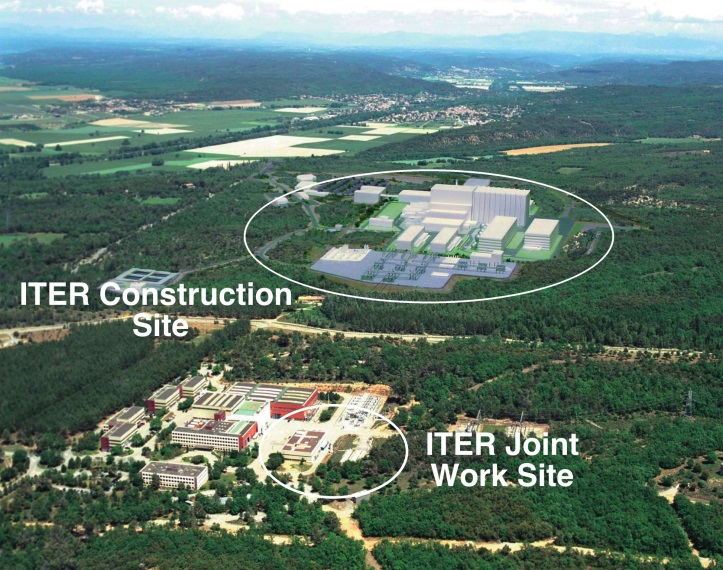 ITER Construction
Site
ITER Joint
Work Site